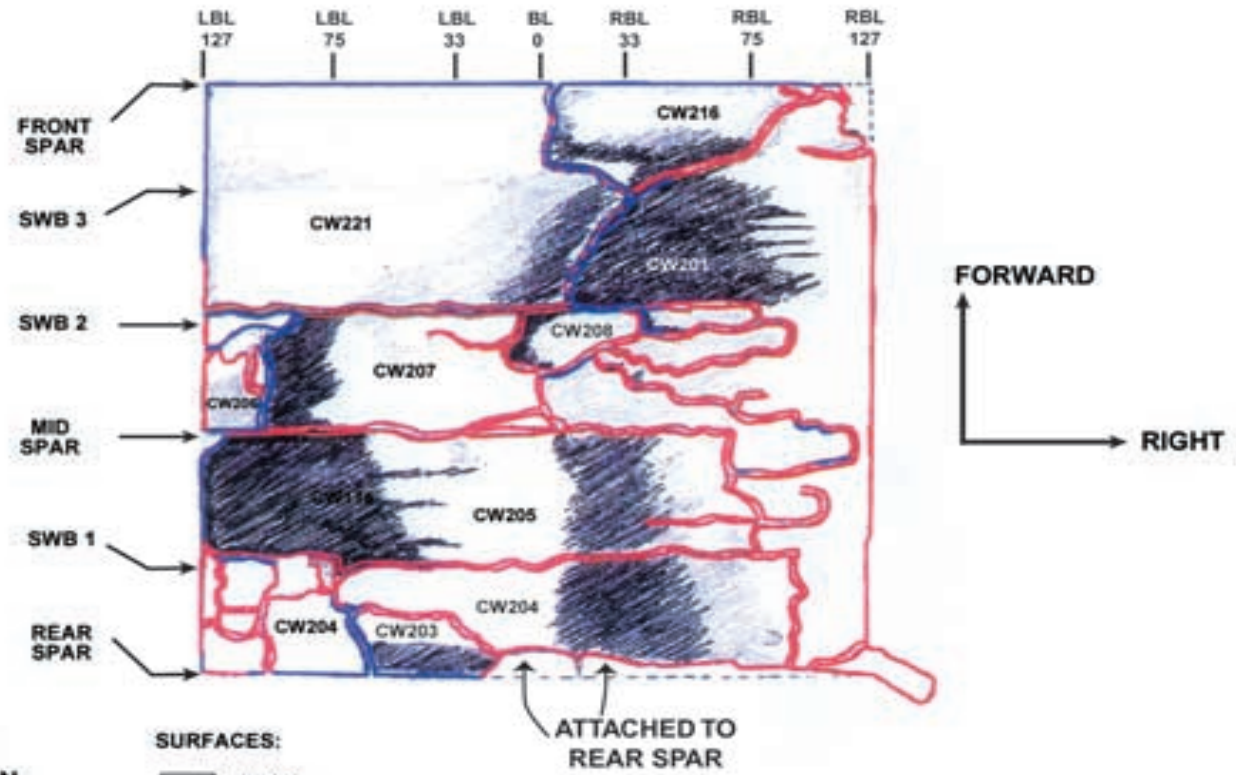 LBL LBL LBL BL RBL RBL RBL
127 75 33 0 33 75 127
FRONT
SPAR
CW216
SWB 3
CW221
CW201
FORWARD
SWB 2
CW208
CW207
MID
SPAR
RIGHT
CW205
SWB 1
CW204
CW204
CW203
REAR
SPAR
ATTACHED TO
REAR SPAR
SURFACES: